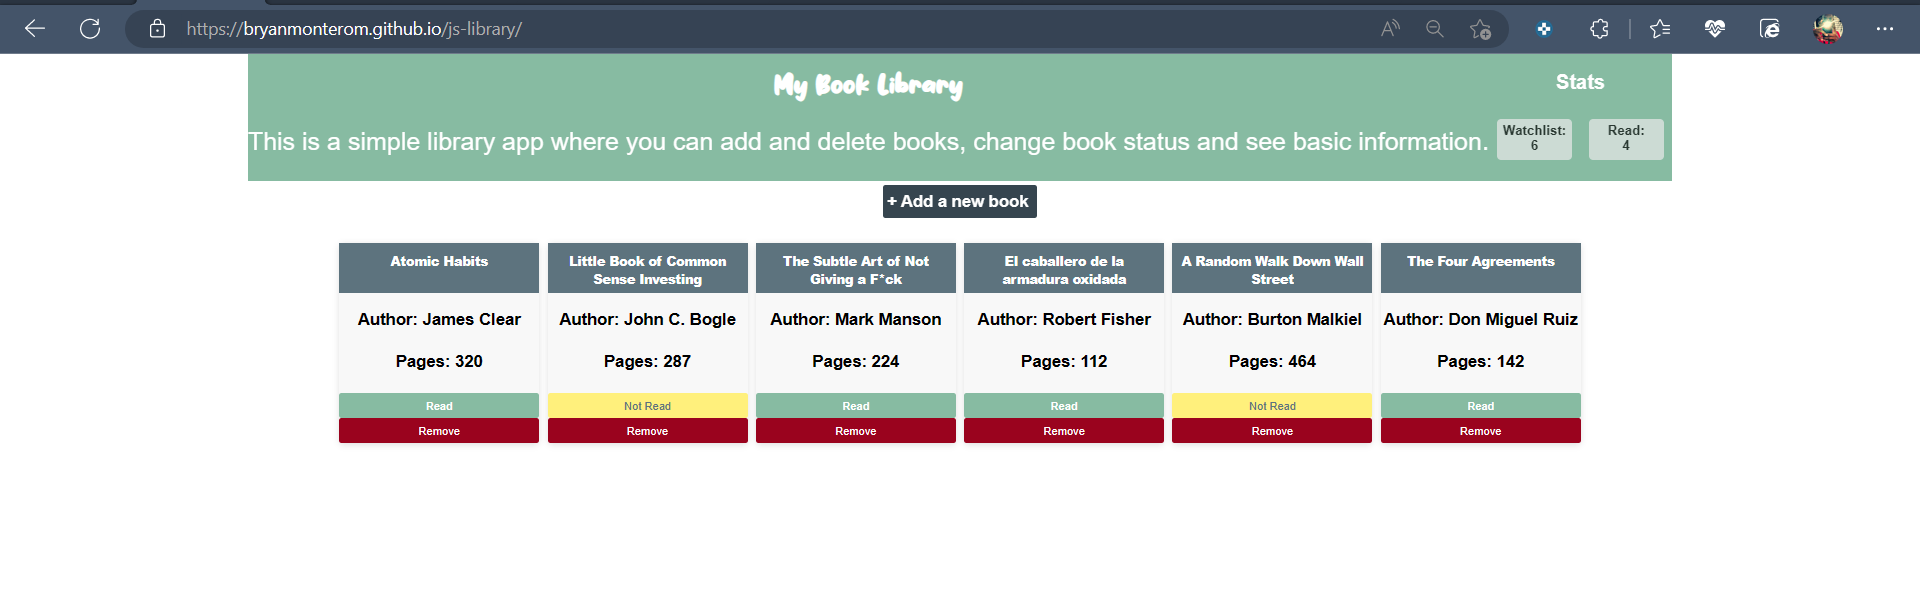 https://bryanmonterom.github.io/js-library/
My Book Library
Stats
This is a simple library app where you can add and delete books, change book status and see basic information.
Watchlist:
6
Read:
4
+ Add a new book
Atomic Habits
Author: James Clear
Pages: 320
Read
Remove
Little Book of Common
Sense Investing
Author: John C. Bogle
Pages: 287
Not Read
Remove
The Subtle Art of Not
Giving a F*ck
Author: Mark Manson
Pages: 224
Read
Remove
El caballero de la
armadura oxidada
Author: Robert Fisher
Pages: 112
Read
Remove
A Random Walk Down Wall
Street
Author: Burton Malkiel
Pages: 464
Not Read
Remove
The Four Agreements
Author: Don Miguel Ruiz
Pages: 142
Read
Remove